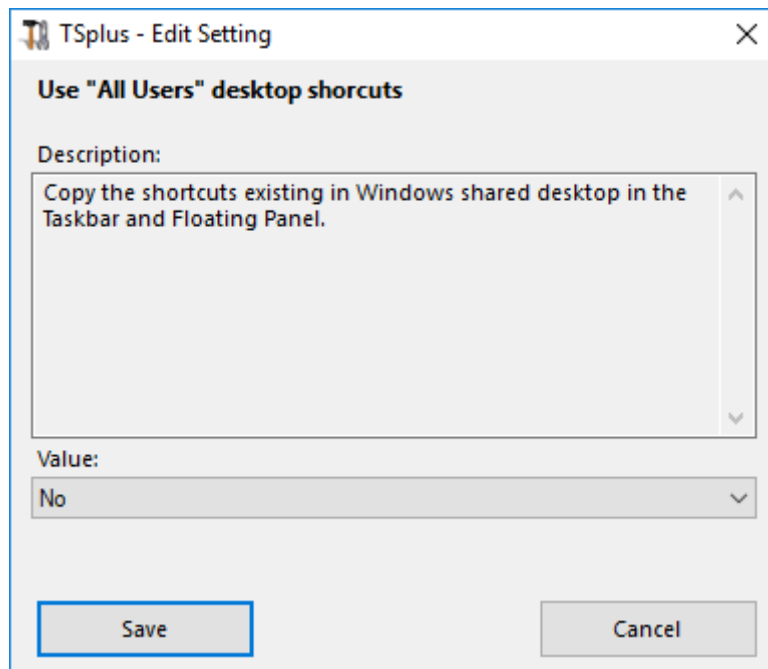 TSplus - Edit Setting
Use "All Users" desktop shorcuts
Description:
Copy the shortcuts existing in Windows shared desktop in the
Taskbar and Floating Panel.
Value:
No
Save
Cancel